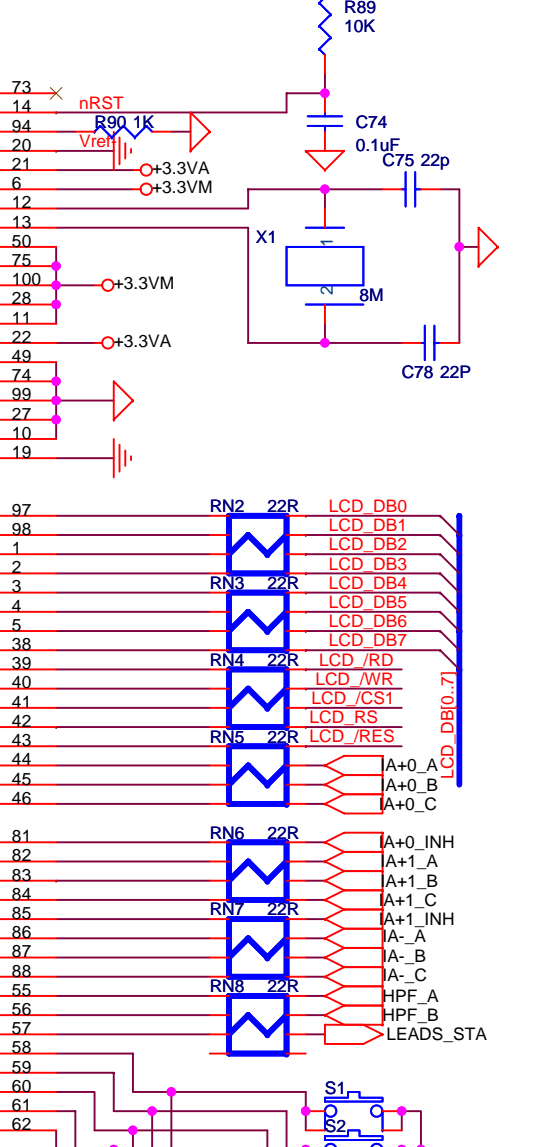 R89
10K
73
14 nRST
94 R90 1K
C74
Vref
0.1uF
20
C75 22p
21 +3.3VA
6 +3.3VM
12
13
X1
1
50
75
100 +3.3VM
2
8M
28
11
22 +3.3VA
49
C78 22P
74
99
27
10
19
97 RN2 22R LCD_DB0
98 LCD_DB1
1 LCD_DB2
2 LCD_DB3
3 RN3 22R LCD_DB4
4 LCD_DB5
5 LCD_DB6
38 LCD_DB7
39 RN4 22R LCD_/RD
40 LCD_/WR
41 LCD_/CS1
42 LCD_RS
43 RN5 22R LCD_/RES
LCD_DB[0..7]
44 IA+0_A
45 IA+0_B
46 IA+0_C
81 RN6 22R IA+0_INH
82 IA+1_A
83 IA+1_B
84 IA+1_C
85 RN7 22R IA+1_INH
86 IA-_A
87 IA-_B
88 IA-_C
55 RN8 22R HPF_A
56 HPF_B
57 LEADS_STA
58
59
60 S1
61
62 S2